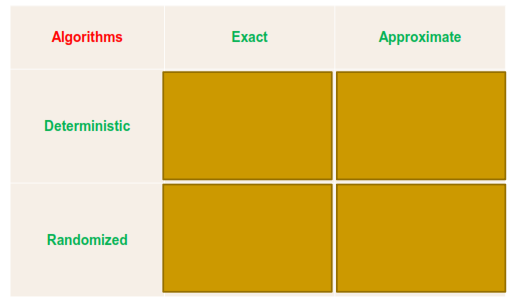 Algorithms Exact Approximate
Deterministic
Randomized